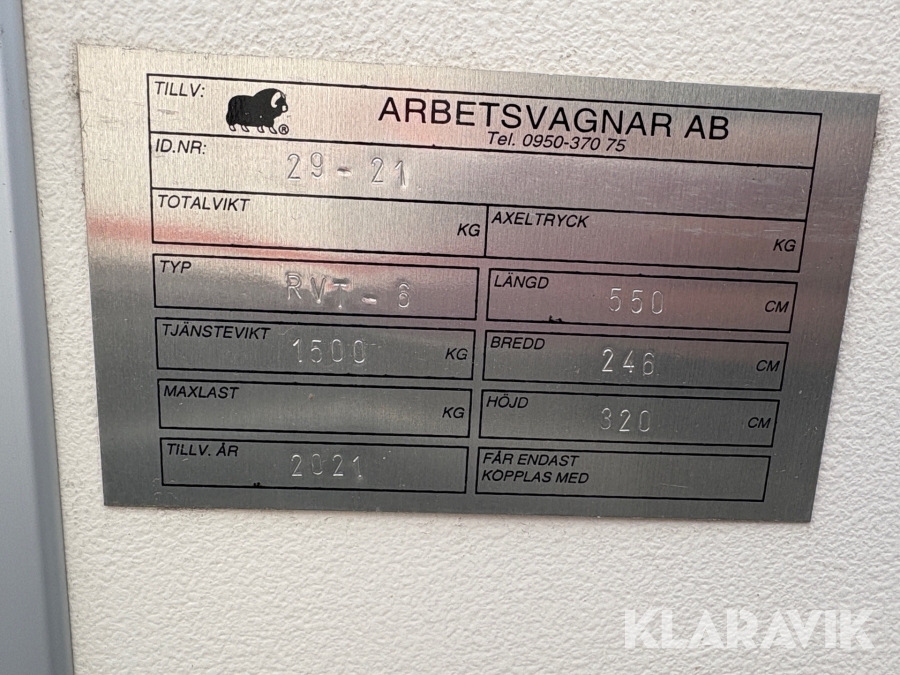 TILLV: ® ARBETSVAGNAR AB
Tel. 0950-370 75
ID.NR: 29-21
TOTALVIKT KG AXELTRYCK KG
TYP RVT-6 LÄNGD 550 CM
TJÄNSTEVIKT 1500 KG BREDD 246 CM
MAXLAST KG HÖJD 320 CM
TILLV. ÅR 2021 FÅR ENDAST
KOPPLAS MED
KLARAVIK